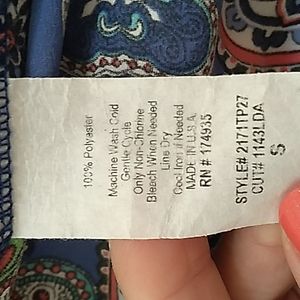 100% Polyester
Machine Wash Cold
Gentle Cycle
Only Non-Chlorine
Bleach When Needed
Line Dry
Cool Iron if Needed
MADE IN U.S.A.
RN # 174935
STYLE# 2171TP27
CUT# 1143LDA
S